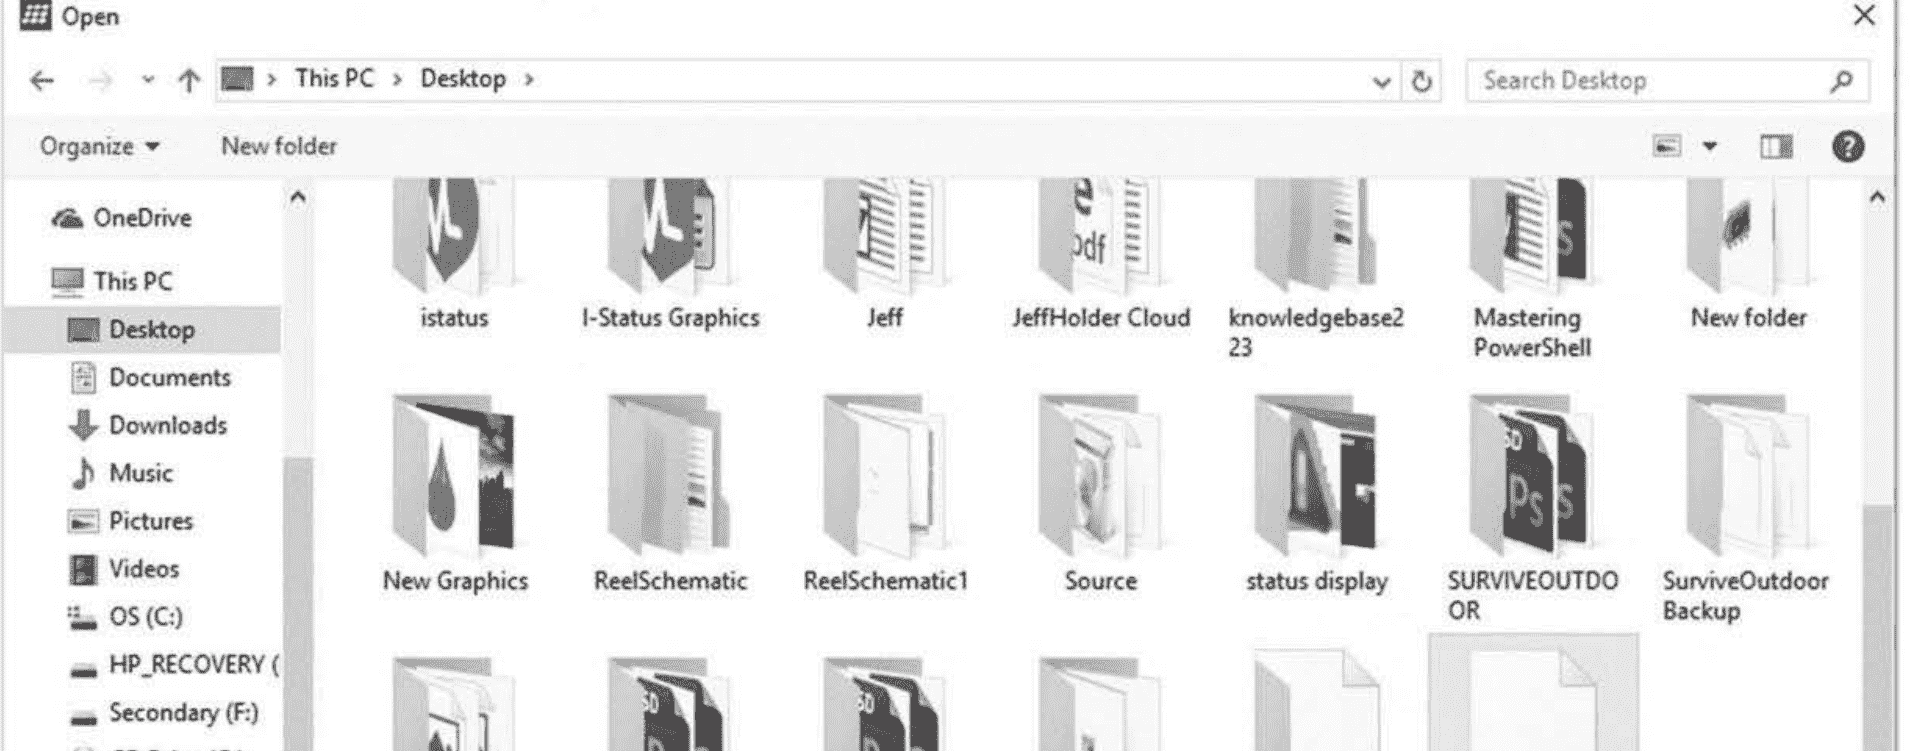 Open
This PC > Desktop >
Search Desktop
Organize
New folder
OneDrive
This PC
Desktop
Documents
Downloads
Music
Pictures
Videos
OS (C:)
HP_RECOVERY (
Secondary (F:)
pdf
istatus
I-Status Graphics
Jeff
JeffHolder Cloud
knowledgebase2
23
Mastering
PowerShell
New folder
Ps
New Graphics
ReelSchematic
ReelSchematic1
Source
status display
SURVIVEOUTDO
OR
SurviveOutdoor
Backup